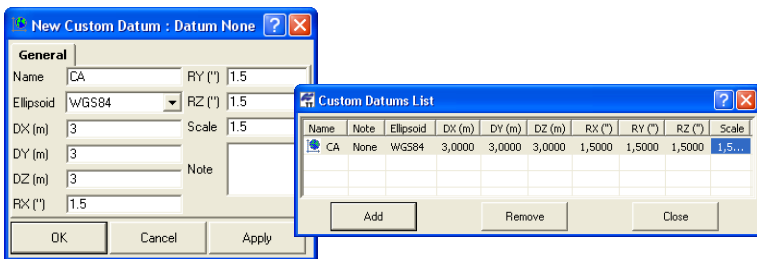 New Custom Datum : Datum None
General
Name CA RY (") 1.5
Ellipsoid WGS84 RZ (") 1.5
DX (m) 3 Scale 1.5
DY (m) 3
Note
DZ (m) 3
RX (") 1.5
OK Cancel Apply
Custom Datums List
Name Note Ellipsoid DX (m) DY (m) DZ (m) RX (") RY (") RZ (") Scale
CA None WGS84 3,0000 3,0000 3,0000 1,5000 1,5000 1,5000 1,5...
Add Remove Close